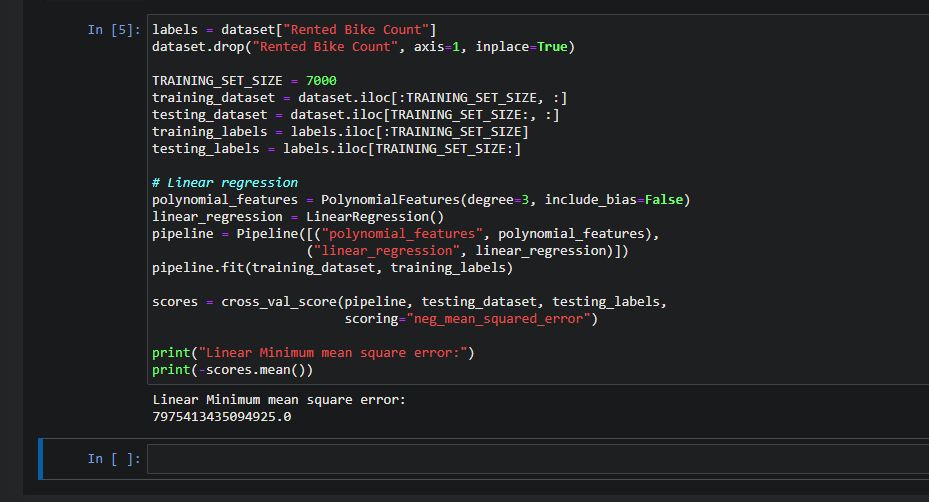 In [5]: labels = dataset["Rented Bike Count"]
dataset.drop("Rented Bike Count", axis=1, inplace=True)
TRAINING_SET_SIZE = 7000
training_dataset = dataset.iloc[:TRAINING_SET_SIZE, :]
testing_dataset = dataset.iloc[TRAINING_SET_SIZE:, :]
training_labels = labels.iloc[:TRAINING_SET_SIZE]
testing_labels = labels.iloc[TRAINING_SET_SIZE:]
# Linear regression
polynomial_features = PolynomialFeatures(degree=3, include_bias=False)
linear_regression = LinearRegression()
pipeline = Pipeline([("polynomial_features", polynomial_features),
("linear_regression", linear_regression)])
pipeline.fit(training_dataset, training_labels)
scores = cross_val_score(pipeline, testing_dataset, testing_labels,
scoring="neg_mean_squared_error")
print("Linear Minimum mean square error:")
print(-scores.mean())
Linear Minimum mean square error:
7975413435094925.0
In [ ]: